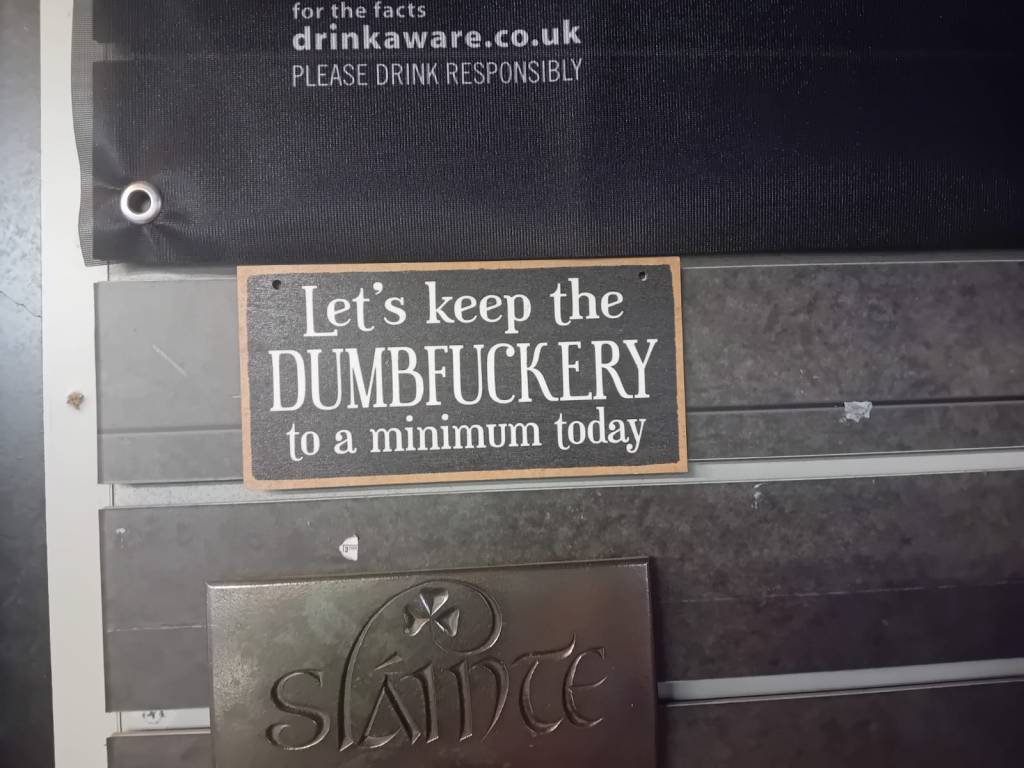 for the facts
drinkaware.co.uk
PLEASE DRINK RESPONSIBLY
Let's keep the
DUMBFUCKERY
to a minimum today
Sláinte